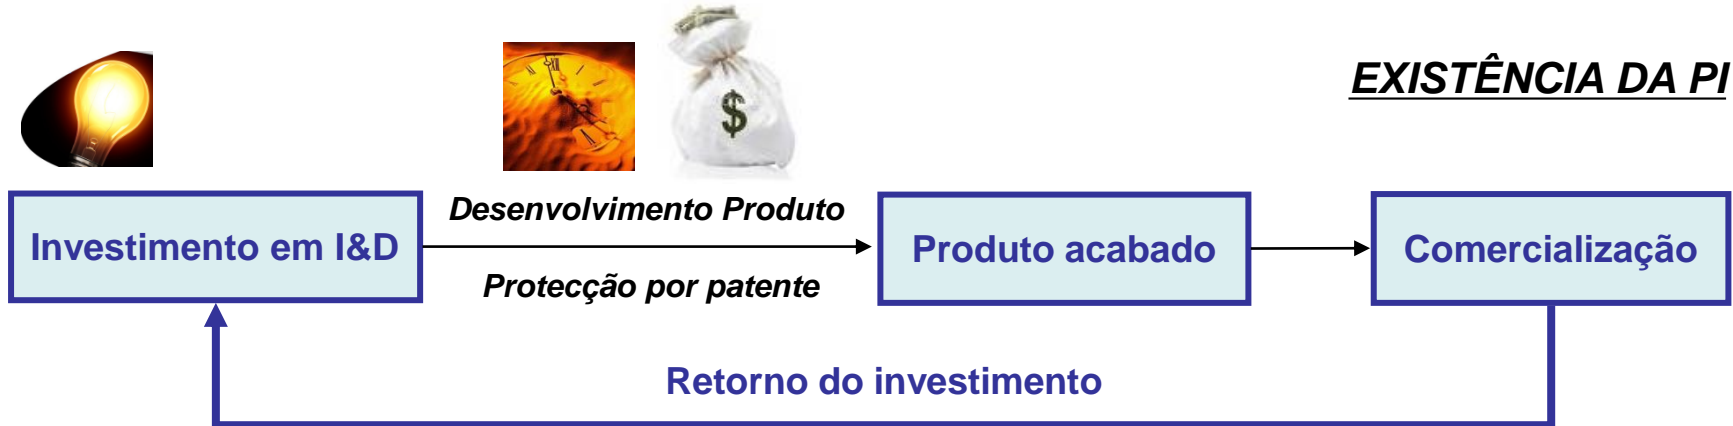 EXISTÊNCIA DA PI
$
Desenvolvimento Produto
Investimento em I&D
Produto acabado
Comercialização
Protecção por patente
Retorno do investimento